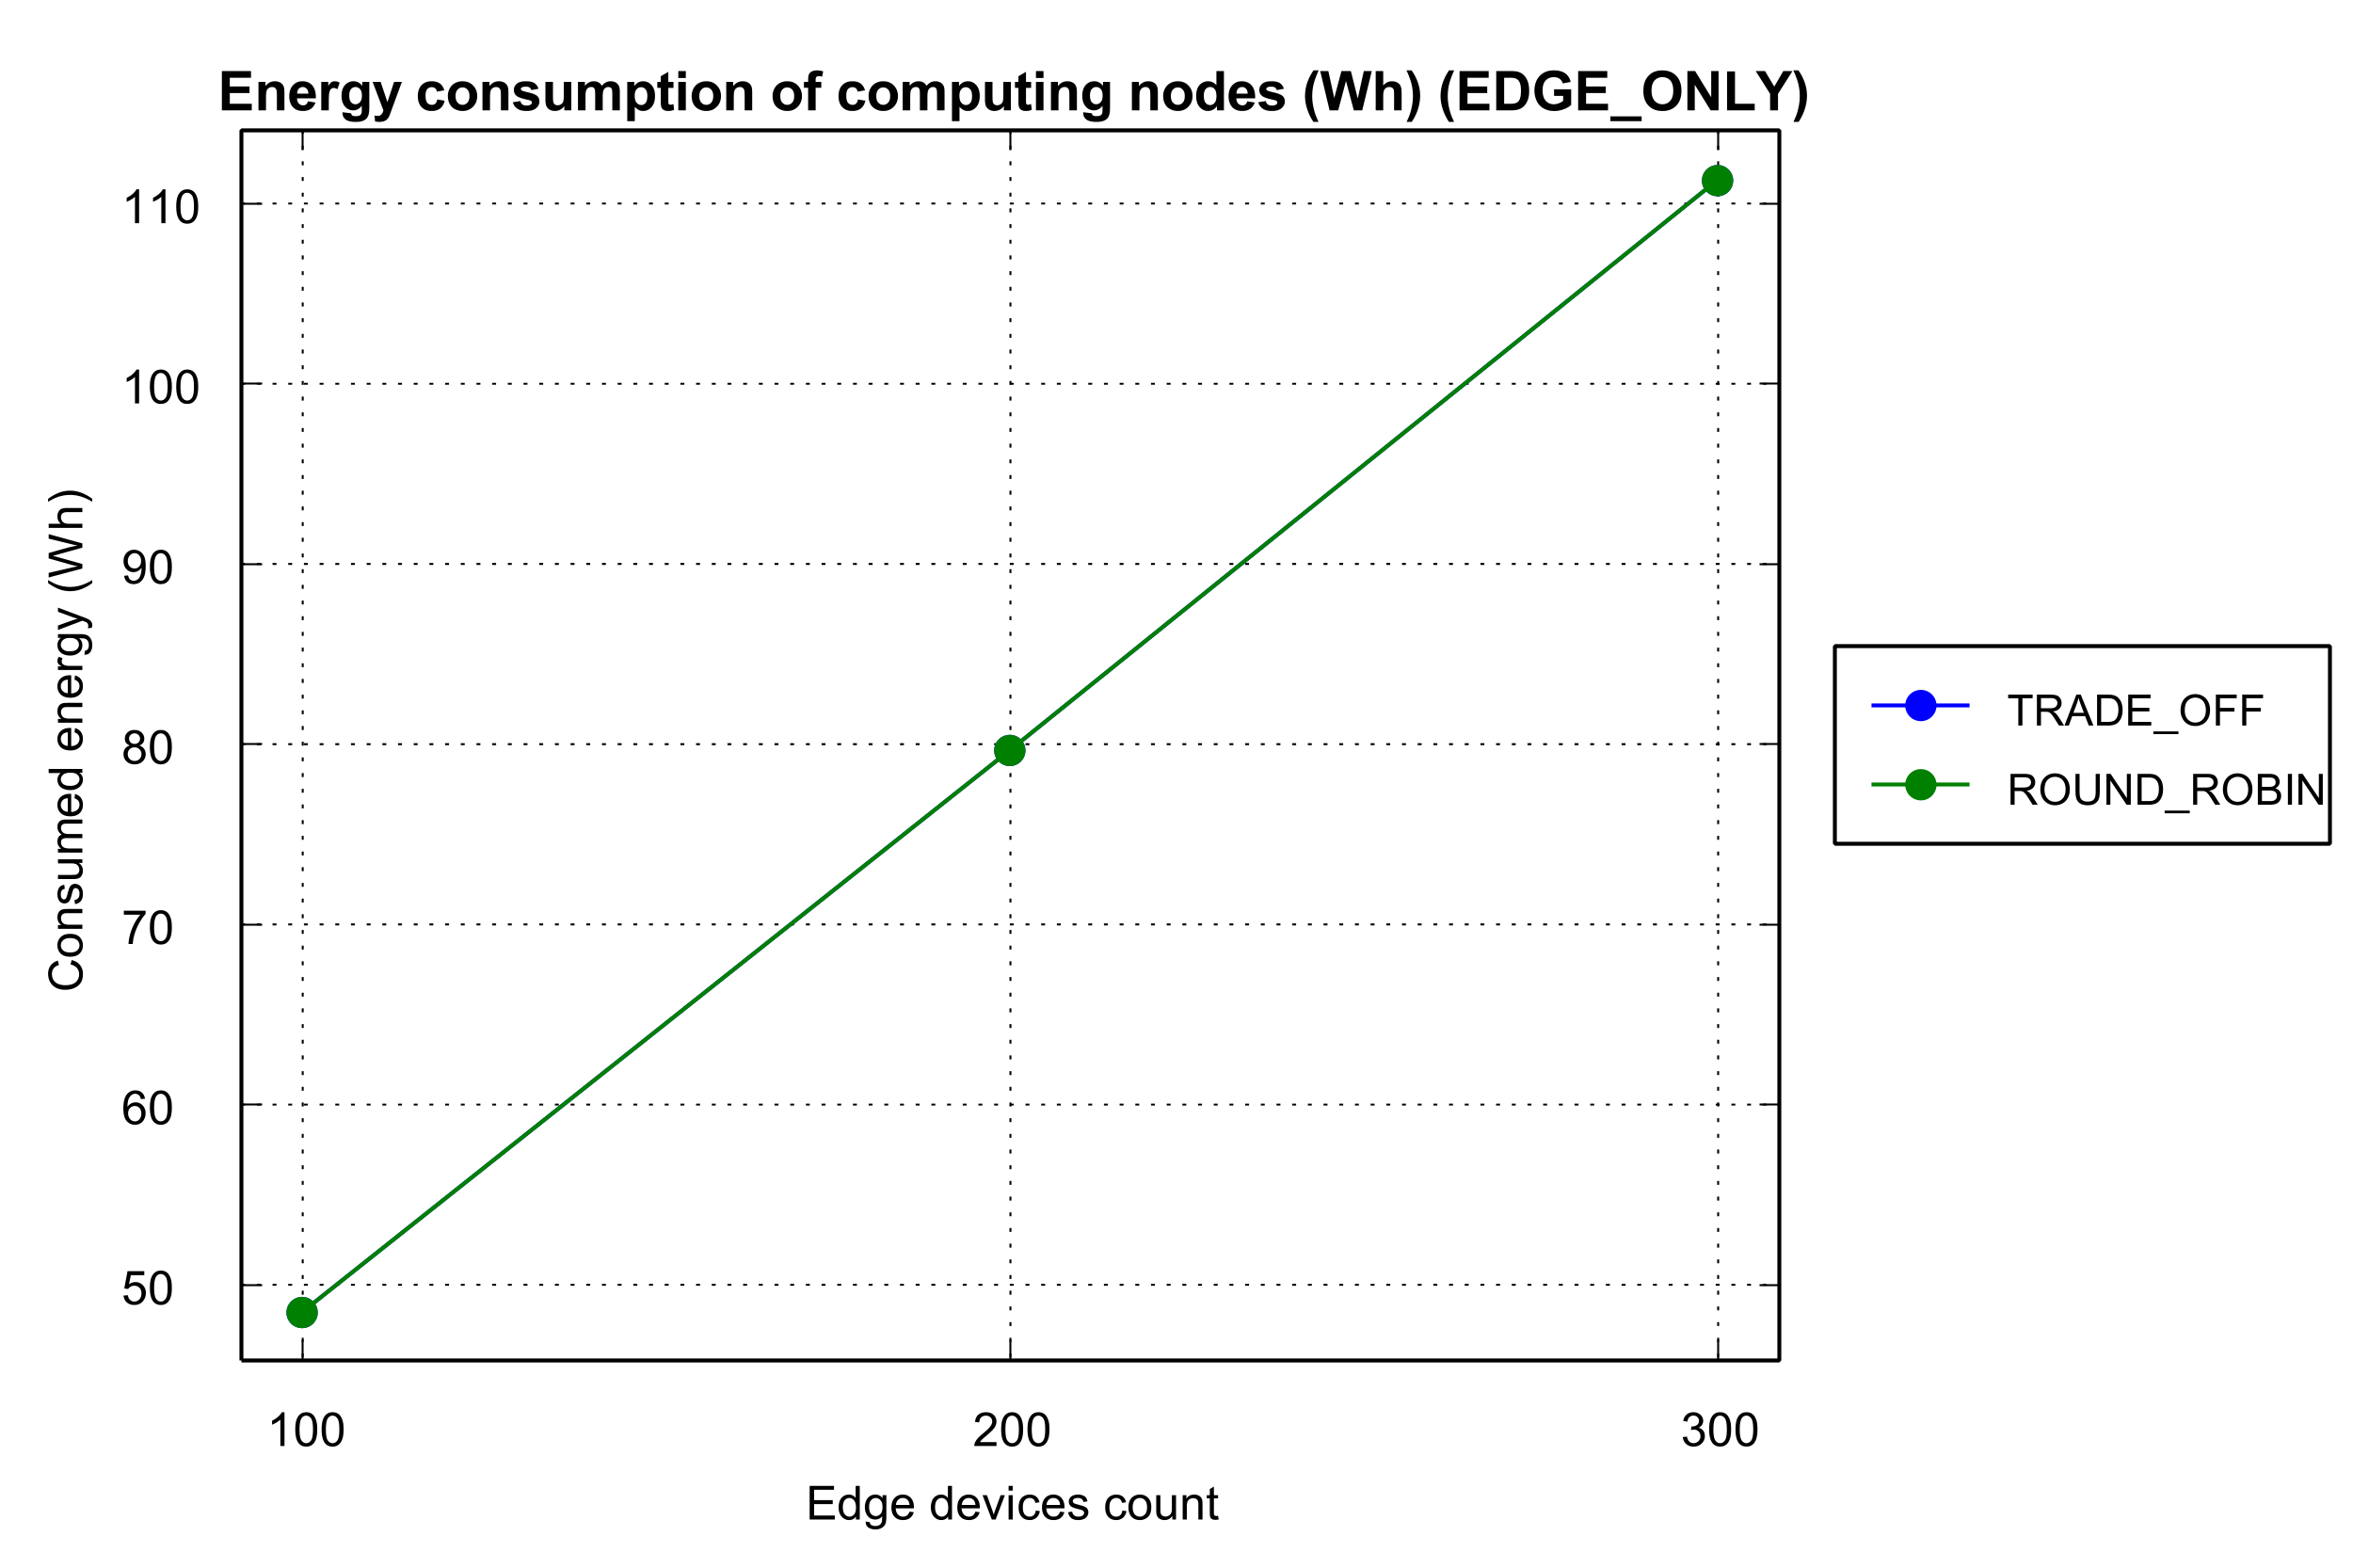 Energy consumption of computing nodes (Wh) (EDGE_ONLY)
110
100
90
80
70
60
50
Consumed energy (Wh)
100 200 300
Edge devices count
TRADE_OFF
ROUND_ROBIN